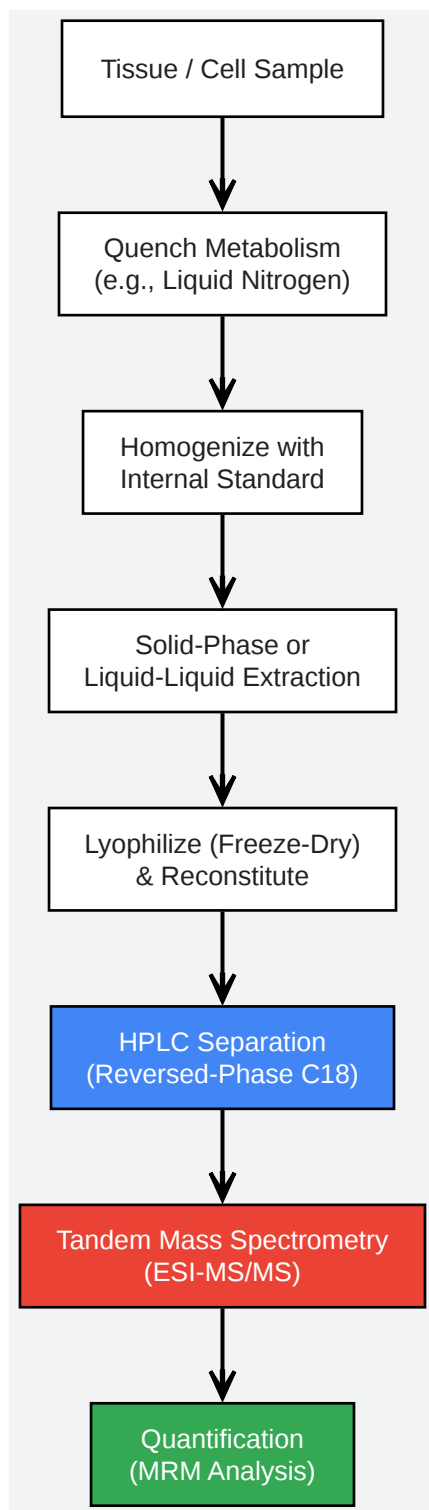 Tissue / Cell Sample
Quench Metabolism
(e.g., Liquid Nitrogen)
Homogenize with
Internal Standard
Solid-Phase or
Liquid-Liquid Extraction
Lyophilize (Freeze-Dry)
& Reconstitute
HPLC Separation
(Reversed-Phase C18)
Tandem Mass Spectrometry
(ESI-MS/MS)
Quantification
(MRM Analysis)